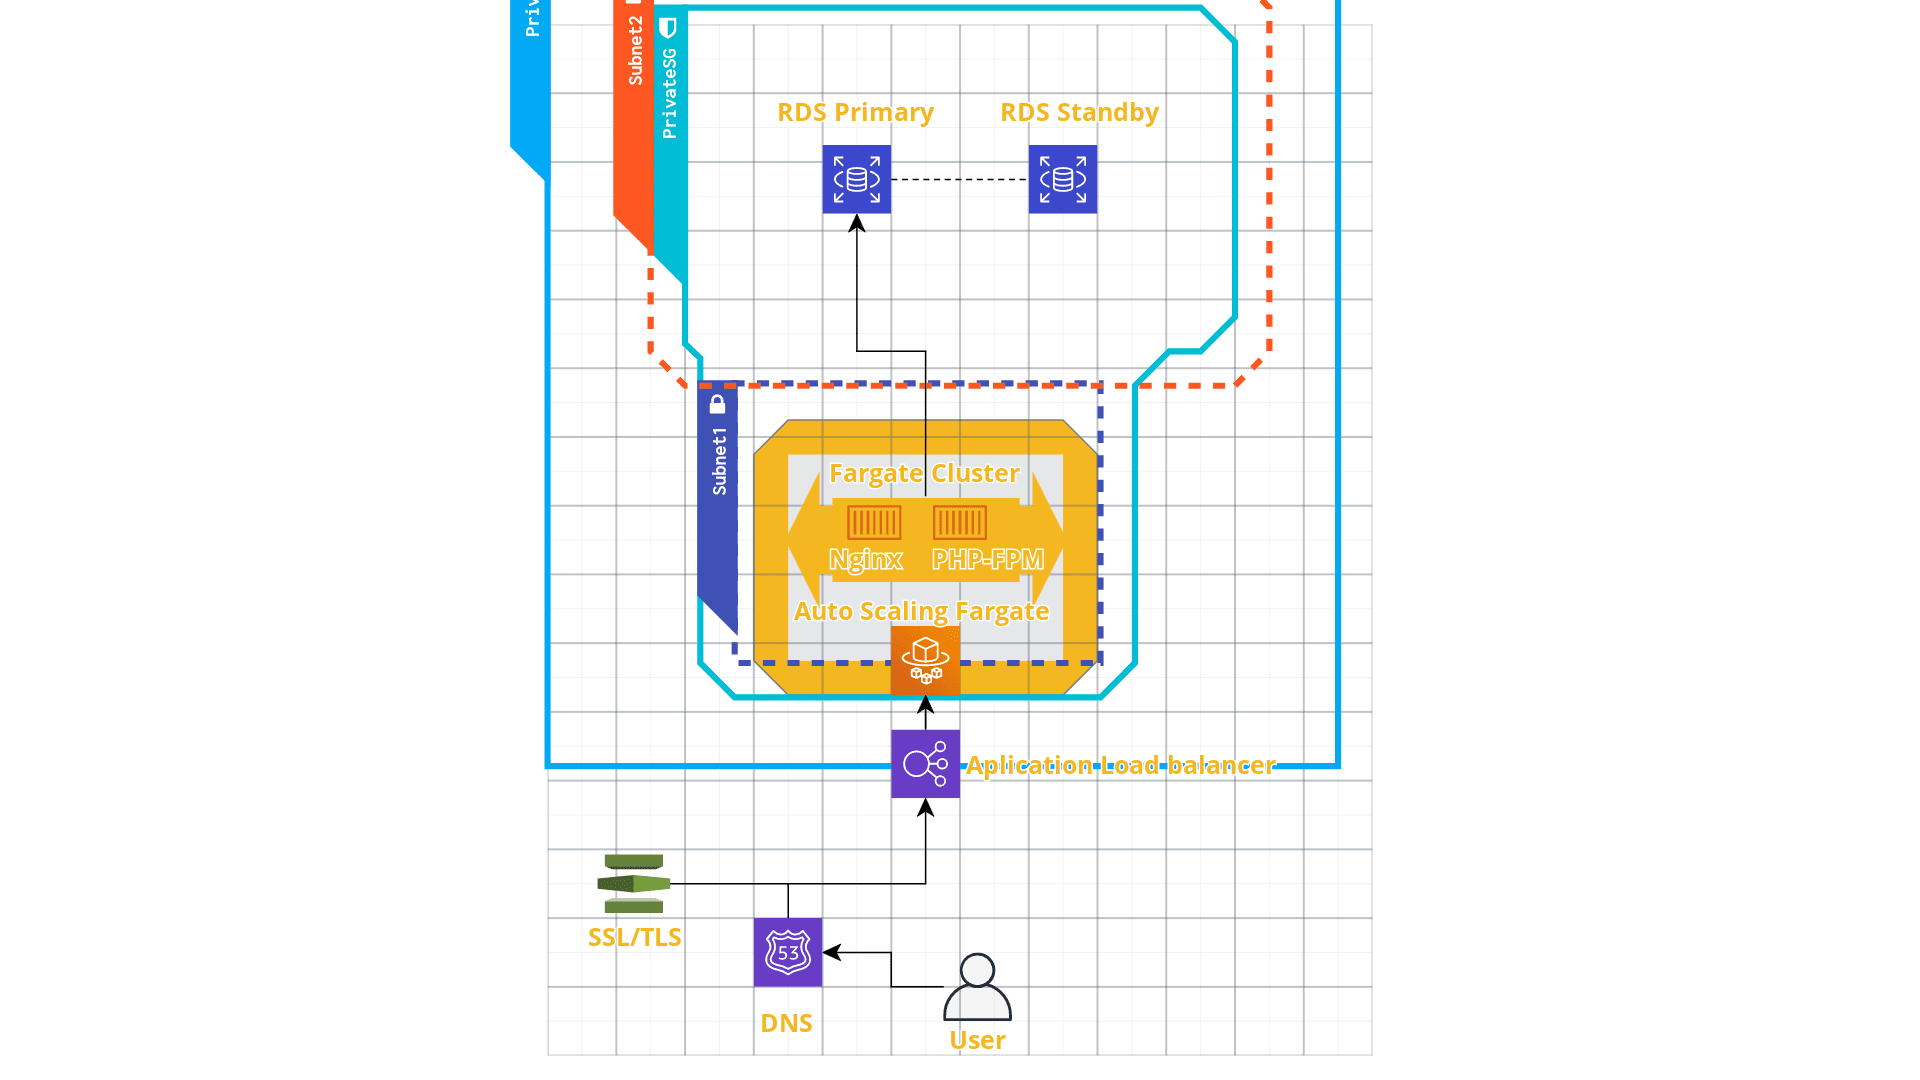 Priv
Subnet2
PrivateSG
RDS Primary
RDS Standby
Subnet1
Fargate Cluster
Nginx
PHP-FPM
Auto Scaling Fargate
Aplication Load balancer
SSL/TLS
53
DNS
User